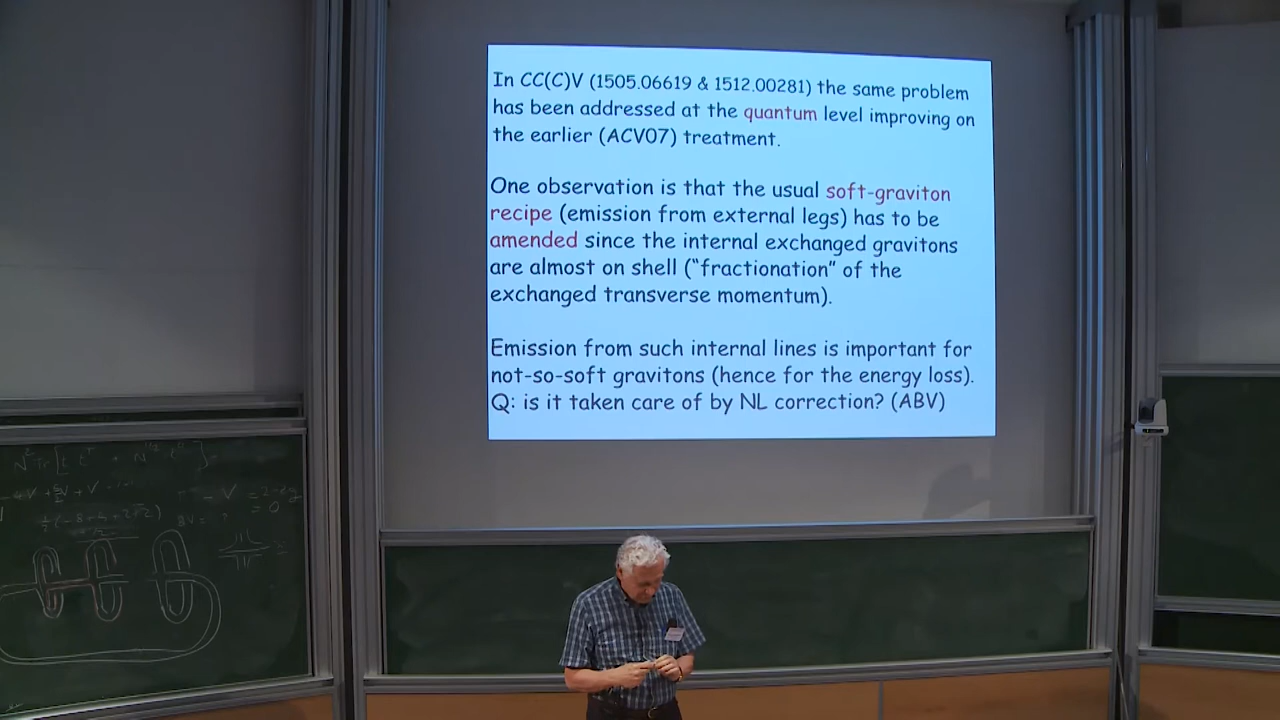 In CC(C)V (1505.06619 & 1512.00281) the same problem
has been addressed at the quantum level improving on
the earlier (ACV07) treatment.
One observation is that the usual soft-graviton
recipe (emission from external legs) has to be
amended since the internal exchanged gravitons
are almost on shell (“fractionation” of the
exchanged transverse momentum).
Emission from such internal lines is important for
not-so-soft gravitons (hence for the energy loss).
Q: is it taken care of by NL correction? (ABV)